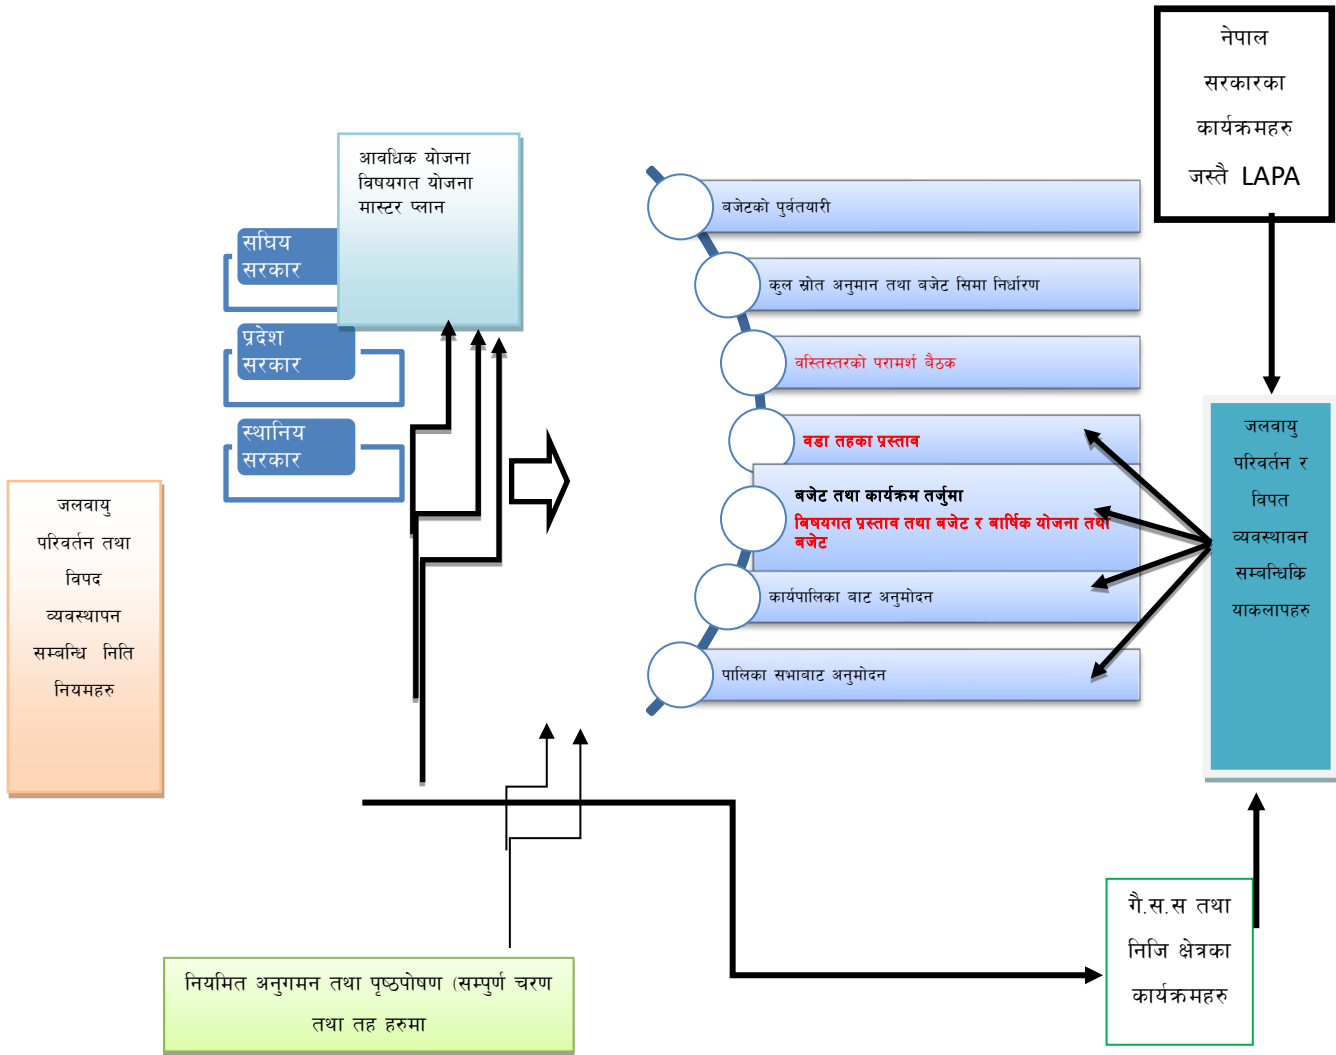 नेपाल
सरकारका
कार्यक्रमहरु
जस्तै LAPA
आवधिक योजना
विषयगत योजना
मास्टर प्लान
सघिय
सरकार
प्रदेश
सरकार
स्थानिय
सरकार
बजेटको पुर्वतयारी
कुल स्रोत अनुमान तथा बजेट सिमा निर्धारण
वस्तिस्तरको परामर्श बैठक
वडा तहका प्रस्ताव
बजेट तथा कार्यक्रम तर्जुमा
बिषयगत प्रस्ताव तथा बजेट र बार्षिक योजना तथा
बजेट
कार्यपालिका बाट अनुमोदन
पालिका सभाबाट अनुमोदन
जलवायु
परिवर्तन तथा
विपद
व्यवस्थापन
सम्बन्धि निति
नियमहरु
जलवायु
परिवर्तन र
विपत
व्यवस्थावन
सम्बन्धिक्रि
याकलापहरु
गै.स.स तथा
निजि क्षेत्रका
कार्यक्रमहरु
नियमित अनुगमन तथा पृष्ठपोषण (सम्पुर्ण चरण
तथा तह हरुमा